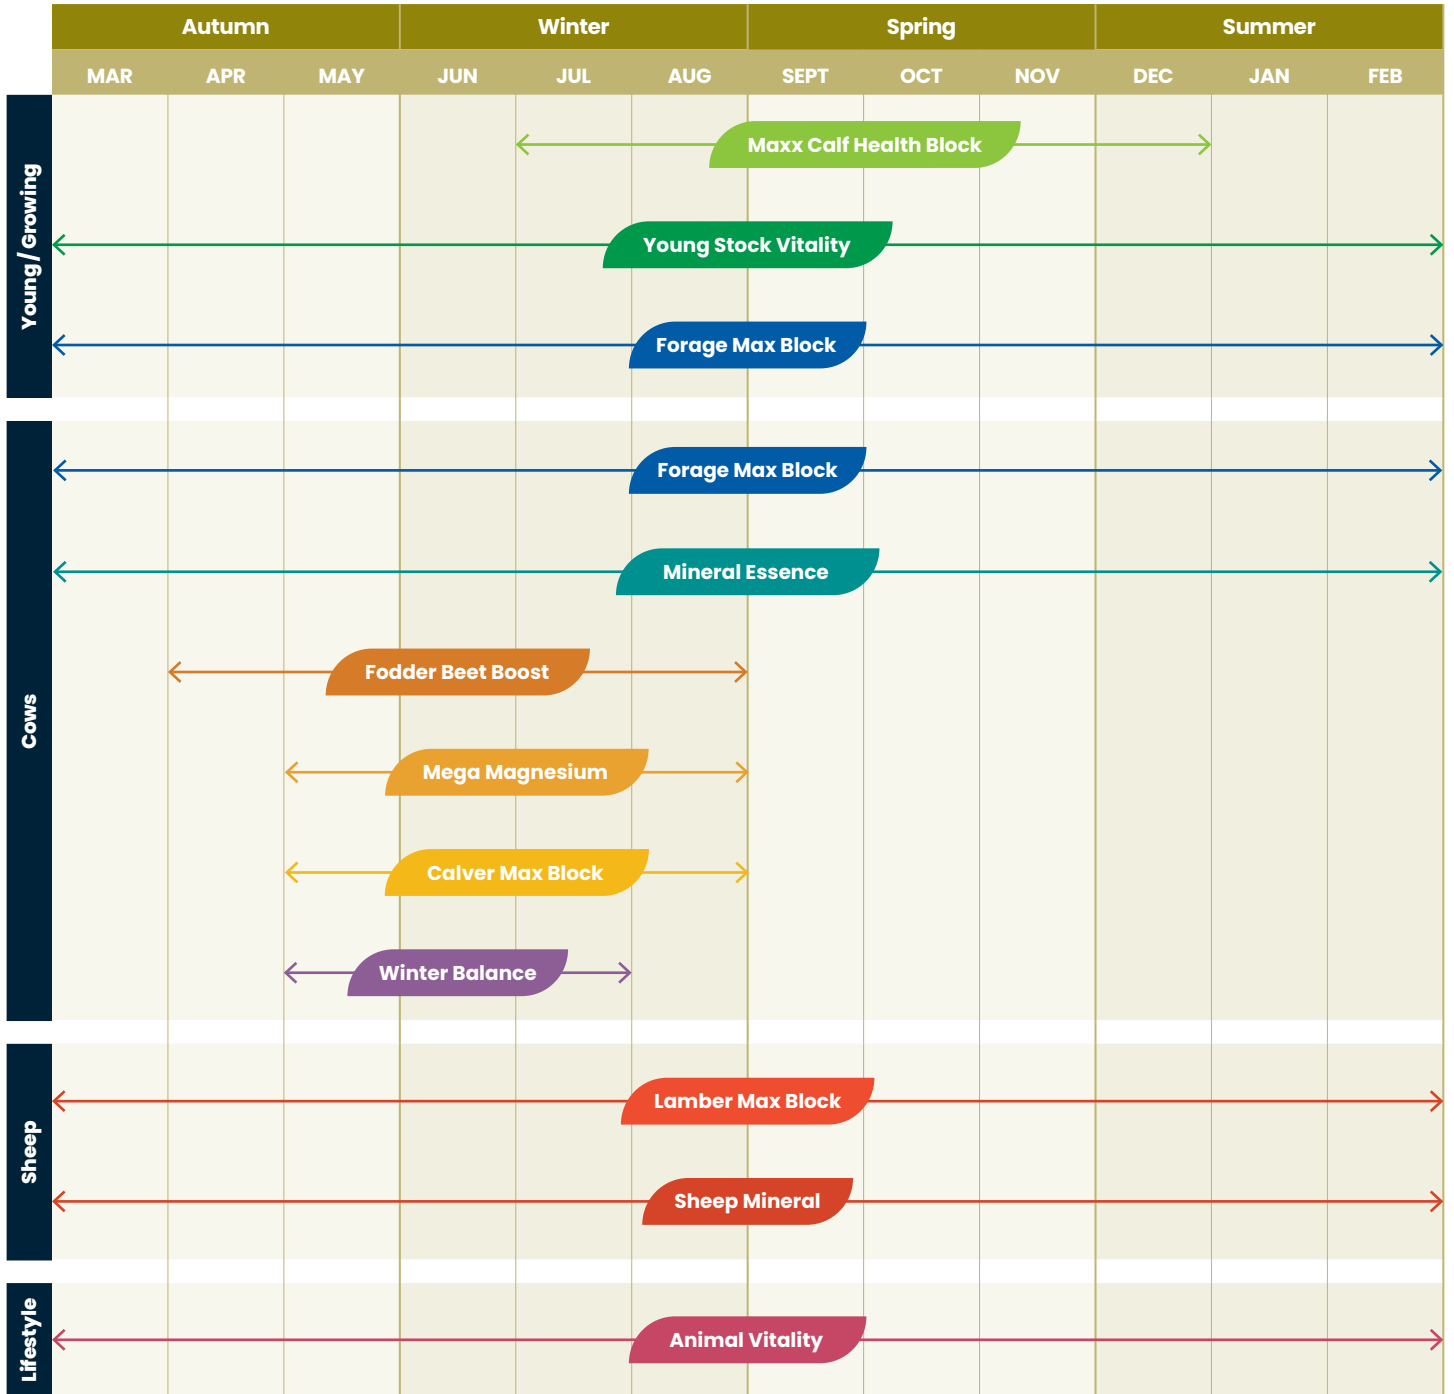 Autumn Winter Spring Summer
MAR APR MAY JUN JUL AUG SEPT OCT NOV DEC JAN FEB
Young / Growing
Maxx Calf Health Block
Young Stock Vitality
Forage Max Block
Cows
Forage Max Block
Mineral Essence
Fodder Beet Boost
Mega Magnesium
Calver Max Block
Winter Balance
Sheep
Lamber Max Block
Sheep Mineral
Lifestyle
Animal Vitality